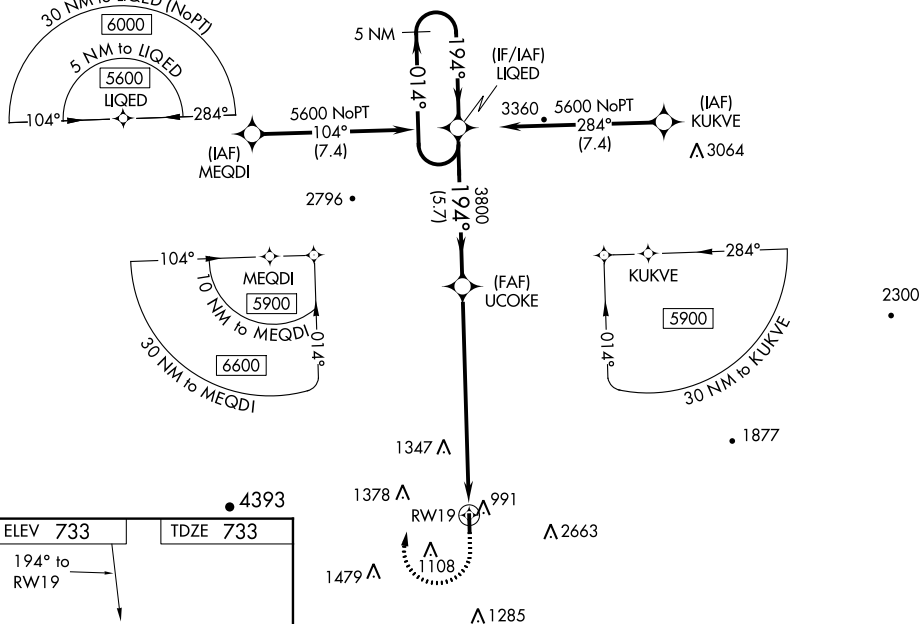 30 NM to LIQED (NoPT)
6000
5 NM to LIQED
5600
LIQED
104°
284°
5 NM
014°
194°
(IF/IAF)
LIQED
5600 NoPT
104°
(7.4)
(IAF)
MEQDI
3360
5600 NoPT
284°
(7.4)
(IAF)
KUKVE
3064
2796
194°
(5.7)
3800
(FAF)
UCOKE
104°
MEQDI
10 NM to MEQDI
5900
014°
6600
30 NM to MEQDI
284°
KUKVE
5900
014°
30 NM to KUKVE
2300
1877
1347
1378
991
RW19
2663
1108
1479
1285
4393
ELEV 733
TDZE 733
194° to
RW19